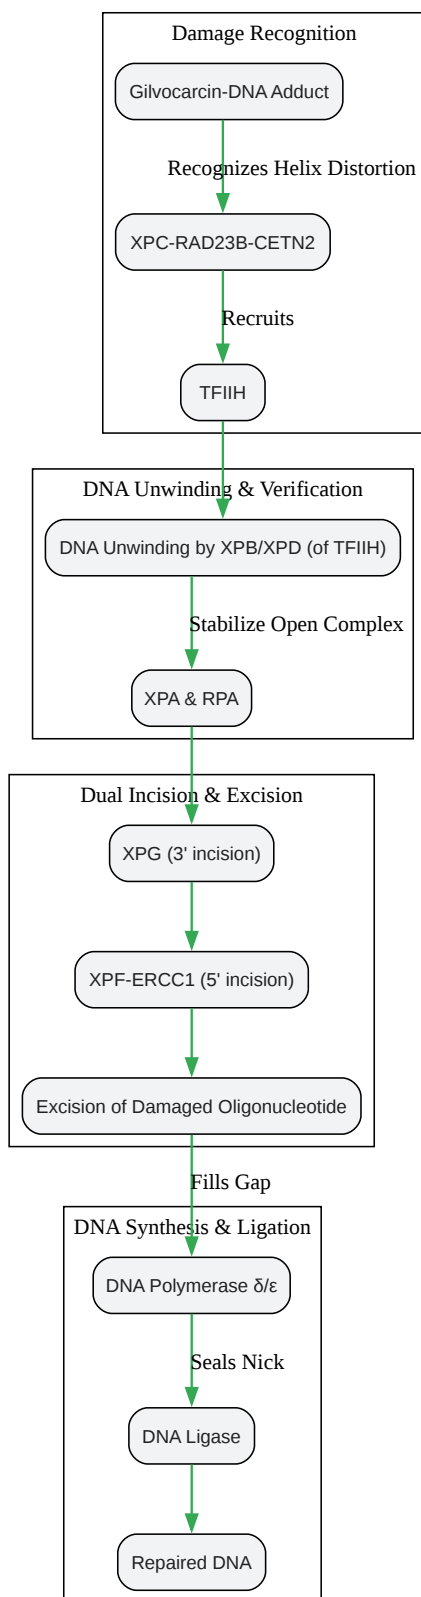 Damage Recognition
Gilvocarcin-DNA Adduct
Recognizes Helix Distortion
XPC-RAD23B-CETN2
Recruits
TFIIH
DNA Unwinding & Verification
DNA Unwinding by XPB/XPD (of TFIIH)
Stabilize Open Complex
XPA & RPA
Dual Incision & Excision
XPG (3' incision)
XPF-ERCC1 (5' incision)
Excision of Damaged Oligonucleotide
Fills Gap
DNA Synthesis & Ligation
DNA Polymerase δ/ε
Seals Nick
DNA Ligase
Repaired DNA